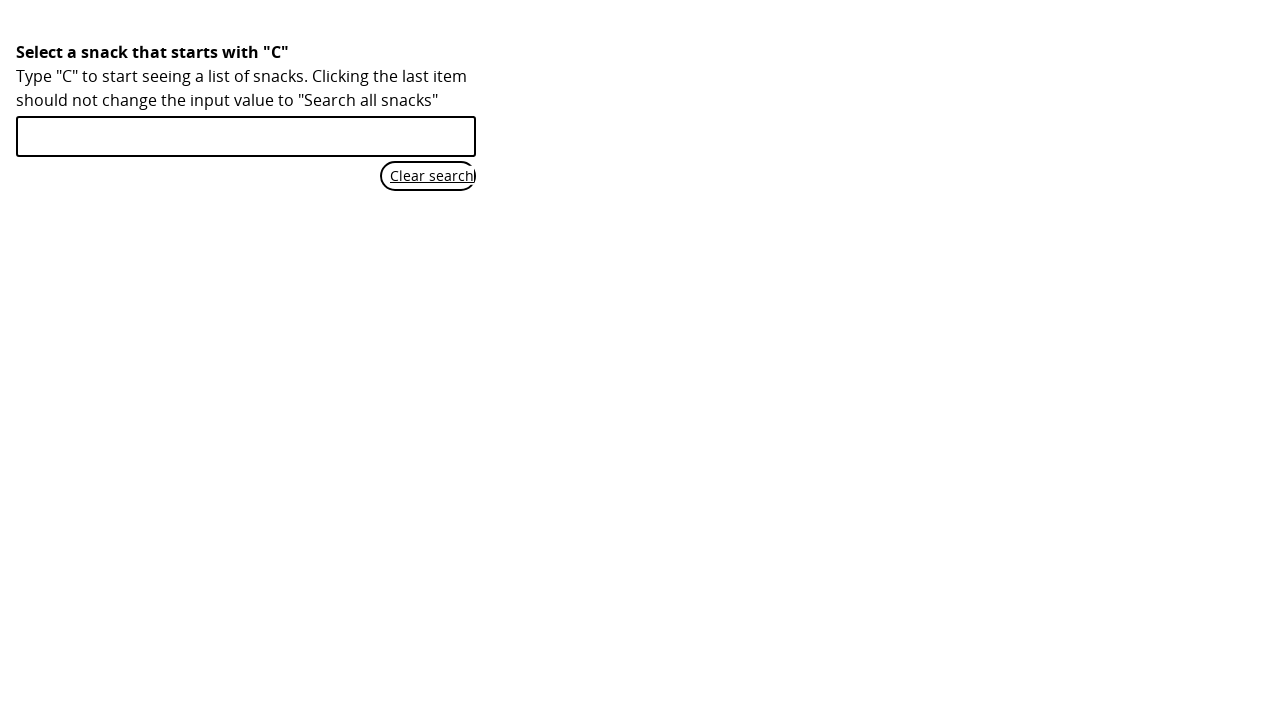 Select a snack that starts with "C"
Type "C" to start seeing a list of snacks. Clicking the last item
should not change the input value to "Search all snacks"
Clear search